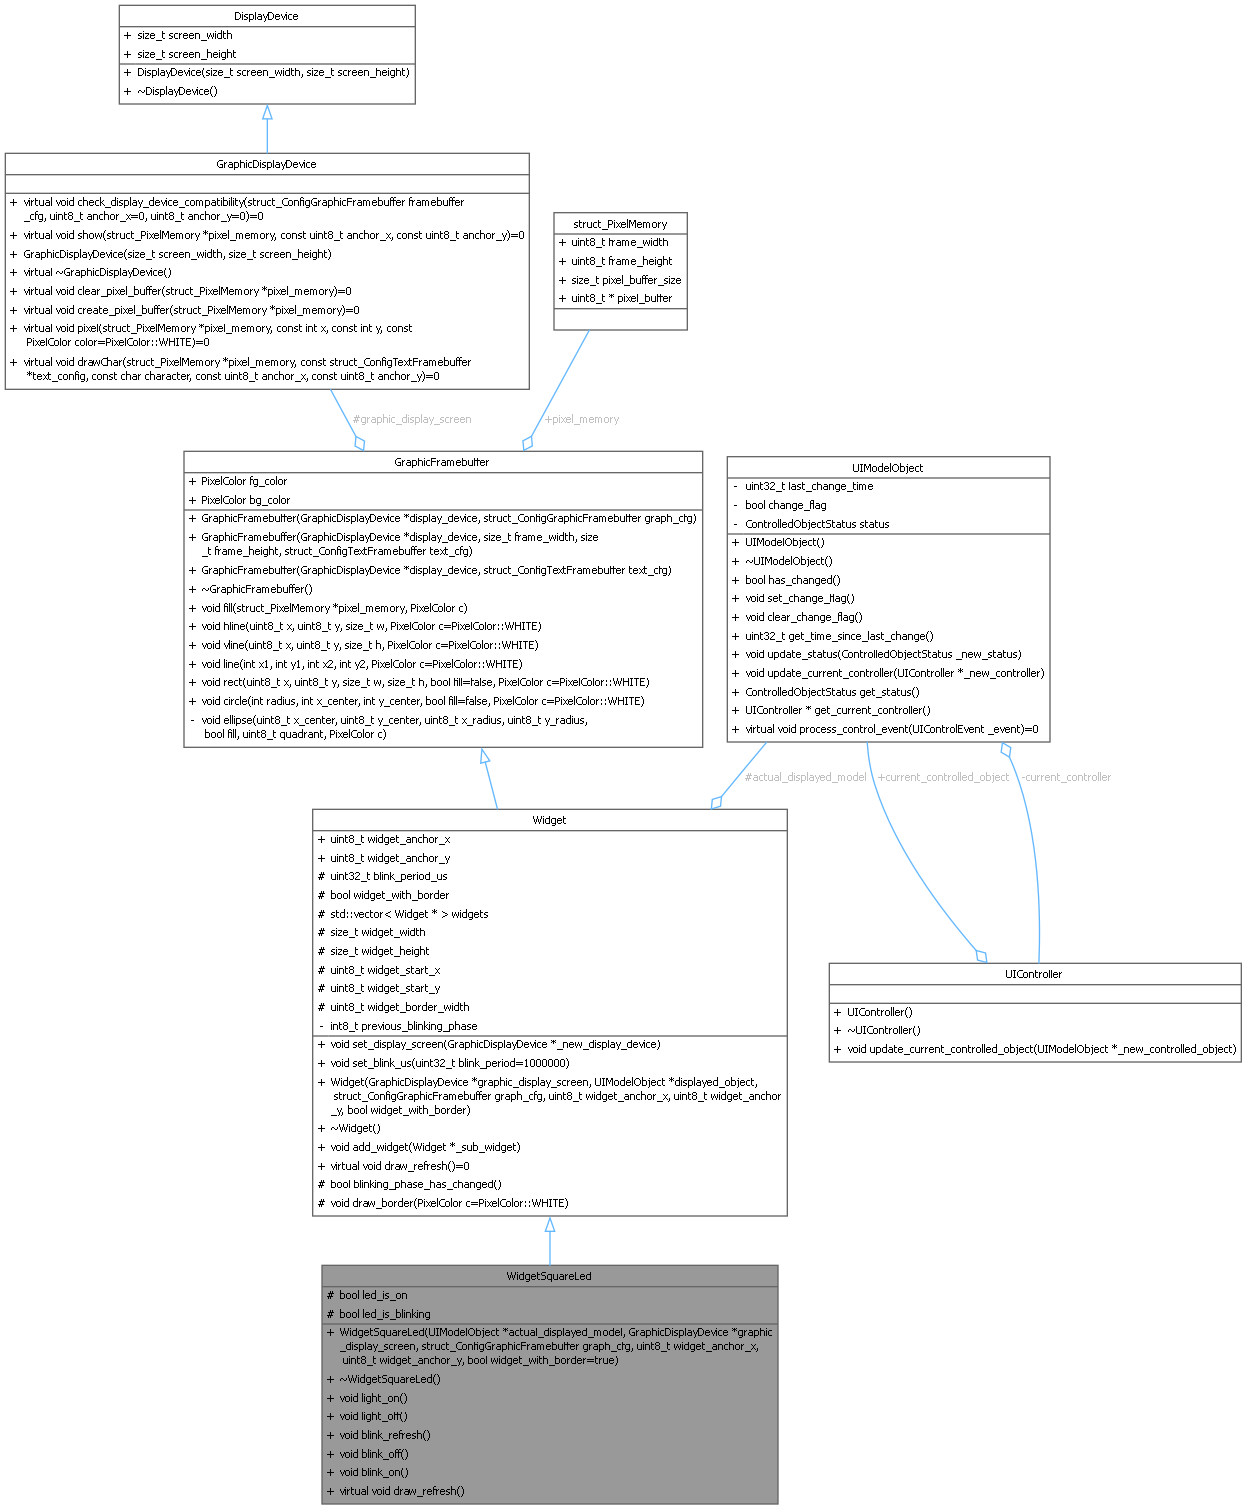 DisplayDevice
+ size_t screen_width
+ size_t screen_height
+ DisplayDevice(size_t screen_width, size_t screen_height)
+ ~DisplayDevice()
GraphicDisplayDevice
+ virtual void check_display_device_compatibility(struct_ConfigGraphicFramebuffer framebuffer
_cfg, uint8_t anchor_x=0, uint8_t anchor_y=0)=0
+ virtual void show(struct_PixelMemory *pixel_memory, const uint8_t anchor_x, const uint8_t anchor_y)=0
+ GraphicDisplayDevice(size_t screen_width, size_t screen_height)
+ virtual ~GraphicDisplayDevice()
+ virtual void clear_pixel_buffer(struct_PixelMemory *pixel_memory)=0
+ virtual void create_pixel_buffer(struct_PixelMemory *pixel_memory)=0
+ virtual void pixel(struct_PixelMemory *pixel_memory, const int x, const int y, const
PixelColor color=PixelColor::WHITE)=0
+ virtual void drawChar(struct_PixelMemory *pixel_memory, const struct_ConfigTextFramebuffer
*text_config, const char character, const uint8_t anchor_x, const uint8_t anchor_y)=0
struct_PixelMemory
+ uint8_t frame_width
+ uint8_t frame_height
+ size_t pixel_buffer_size
+ uint8_t * pixel_buffer
#graphic_display_screen
+pixel_memory
GraphicFramebuffer
+ PixelColor fg_color
+ PixelColor bg_color
+ GraphicFramebuffer(GraphicDisplayDevice *display_device, struct_ConfigGraphicFramebuffer graph_cfg)
+ GraphicFramebuffer(GraphicDisplayDevice *display_device, size_t frame_width, size
_t frame_height, struct_ConfigTextFramebuffer text_cfg)
+ GraphicFramebuffer(GraphicDisplayDevice *display_device, struct_ConfigTextFramebuffer text_cfg)
+ ~GraphicFramebuffer()
+ void fill(struct_PixelMemory *pixel_memory, PixelColor c)
+ void hline(uint8_t x, uint8_t y, size_t w, PixelColor c=PixelColor::WHITE)
+ void vline(uint8_t x, uint8_t y, size_t h, PixelColor c=PixelColor::WHITE)
+ void line(int x1, int y1, int x2, int y2, PixelColor c=PixelColor::WHITE)
+ void rect(uint8_t x, uint8_t y, size_t w, size_t h, bool fill=false, PixelColor c=PixelColor::WHITE)
+ void circle(int radius, int x_center, int y_center, bool fill=false, PixelColor c=PixelColor::WHITE)
- void ellipse(uint8_t x_center, uint8_t y_center, uint8_t x_radius, uint8_t y_radius,
bool fill, uint8_t quadrant, PixelColor c)
UIModelObject
- uint32_t last_change_time
- bool change_flag
- ControlledObjectStatus status
+ UIModelObject()
+ ~UIModelObject()
+ bool has_changed()
+ void set_change_flag()
+ void clear_change_flag()
+ uint32_t get_time_since_last_change()
+ void update_status(ControlledObjectStatus _new_status)
+ void update_current_controller(UIController *_new_controller)
+ ControlledObjectStatus get_status()
+ UIController * get_current_controller()
+ virtual void process_control_event(UIControlEvent _event)=0
#actual_displayed_model
+current_controlled_object
-current_controller
Widget
+ uint8_t widget_anchor_x
+ uint8_t widget_anchor_y
# uint32_t blink_period_us
# bool widget_with_border
# std::vector< Widget * > widgets
# size_t widget_width
# size_t widget_height
# uint8_t widget_start_x
# uint8_t widget_start_y
# uint8_t widget_border_width
- int8_t previous_blinking_phase
+ void set_display_screen(GraphicDisplayDevice *_new_display_device)
+ void set_blink_us(uint32_t blink_period=1000000)
+ Widget(GraphicDisplayDevice *graphic_display_screen, UIModelObject *displayed_object,
struct_ConfigGraphicFramebuffer graph_cfg, uint8_t widget_anchor_x, uint8_t widget_anchor
_y, bool widget_with_border)
+ ~Widget()
+ void add_widget(Widget *_sub_widget)
+ virtual void draw_refresh()=0
# bool blinking_phase_has_changed()
# void draw_border(PixelColor c=PixelColor::WHITE)
UIController
+ UIController()
+ ~UIController()
+ void update_current_controlled_object(UIModelObject *_new_controlled_object)
WidgetSquareLed
# bool led_is_on
# bool led_is_blinking
+ WidgetSquareLed(UIModelObject *actual_displayed_model, GraphicDisplayDevice *graphic
_display_screen, struct_ConfigGraphicFramebuffer graph_cfg, uint8_t widget_anchor_x,
uint8_t widget_anchor_y, bool widget_with_border=true)
+ ~WidgetSquareLed()
+ void light_on()
+ void light_off()
+ void blink_refresh()
+ void blink_off()
+ void blink_on()
+ virtual void draw_refresh()